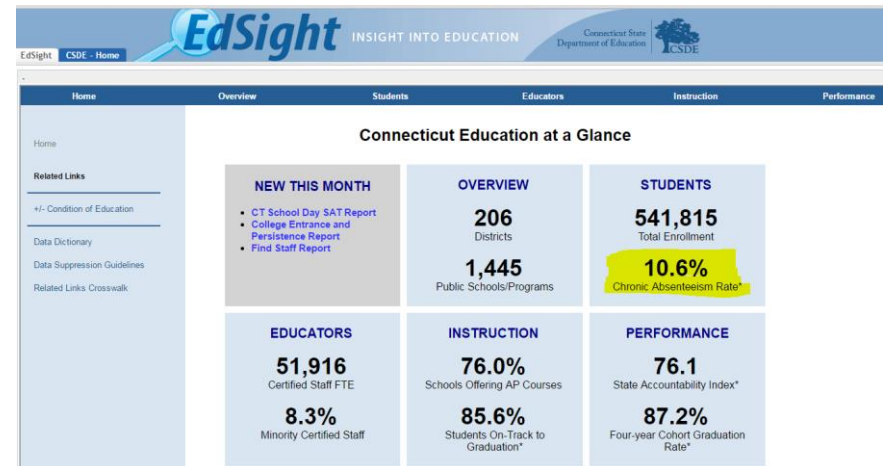 EdSight
INSIGHT INTO EDUCATION
Connecticut State
Department of Education
CSDE
EdSight
CSDE - Home
Home
Overview
Students
Educators
Instruction
Performance
Home
Related Links
+/- Condition of Education
Data Dictionary
Data Suppression Guidelines
Related Links Crosswalk
Connecticut Education at a Glance
NEW THIS MONTH
• CT School Day SAT Report
• College Entrance and
Persistence Report
• Find Staff Report
OVERVIEW
206
Districts
1,445
Public Schools/Programs
STUDENTS
541,815
Total Enrollment
10.6%
Chronic Absenteeism Rate*
EDUCATORS
51,916
Certified Staff FTE
8.3%
Minority Certified Staff
INSTRUCTION
76.0%
Schools Offering AP Courses
85.6%
Students On-Track to
Graduation*
PERFORMANCE
76.1
State Accountability Index*
87.2%
Four-year Cohort Graduation
Rate*